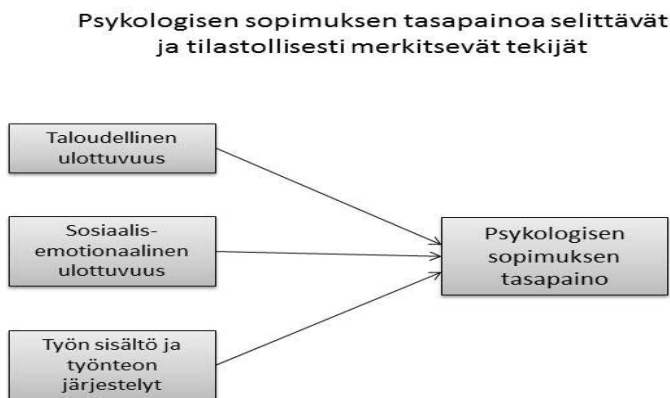 Psykologisen sopimuksen tasapainoa selittävät
ja tilastollisesti merkitsevät tekijät
Taloudellinen
ulottuvuus
Sosiaalis-
emotionaalinen
ulottuvuus
Työn sisältö ja
työnteon
järjestelyt
Psykologisen
sopimuksen
tasapaino